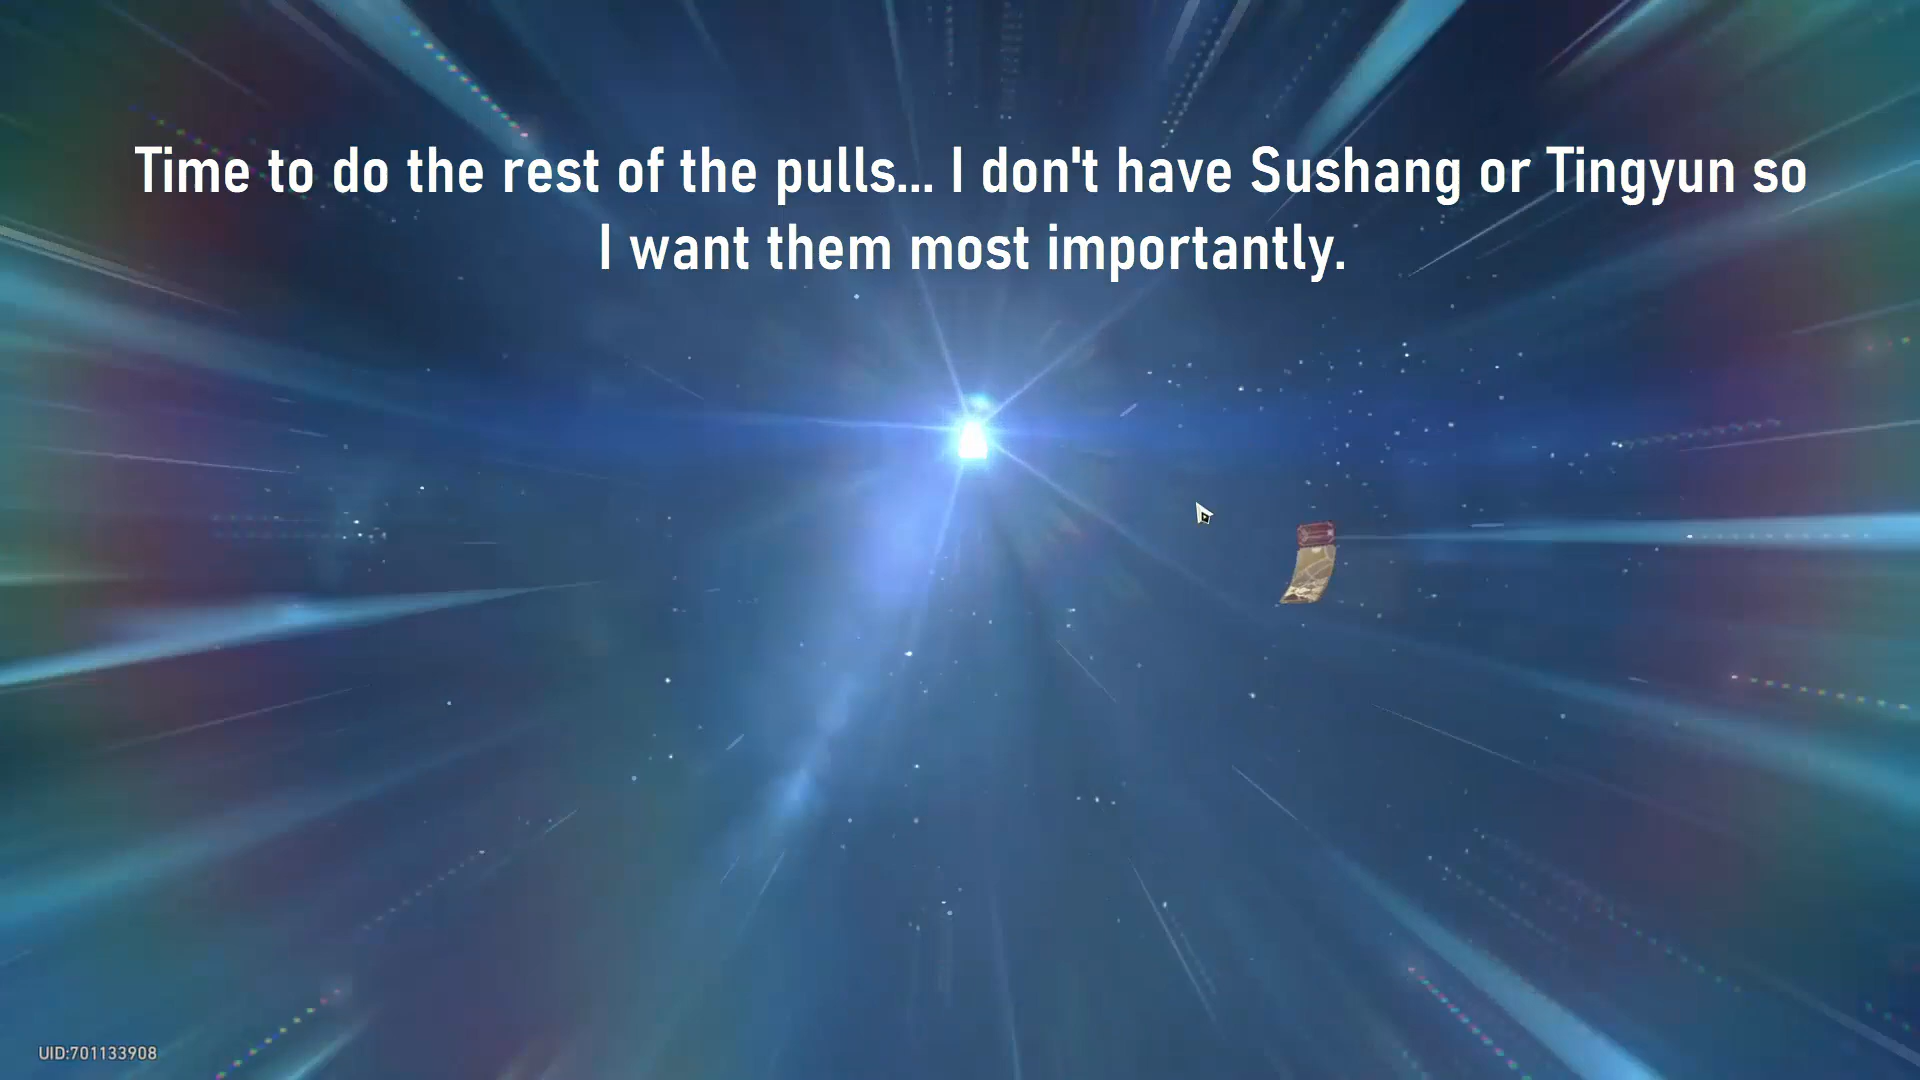 Time to do the rest of the pulls... I don't have Sushang or Tingyun so
I want them most importantly.
UID:701133908